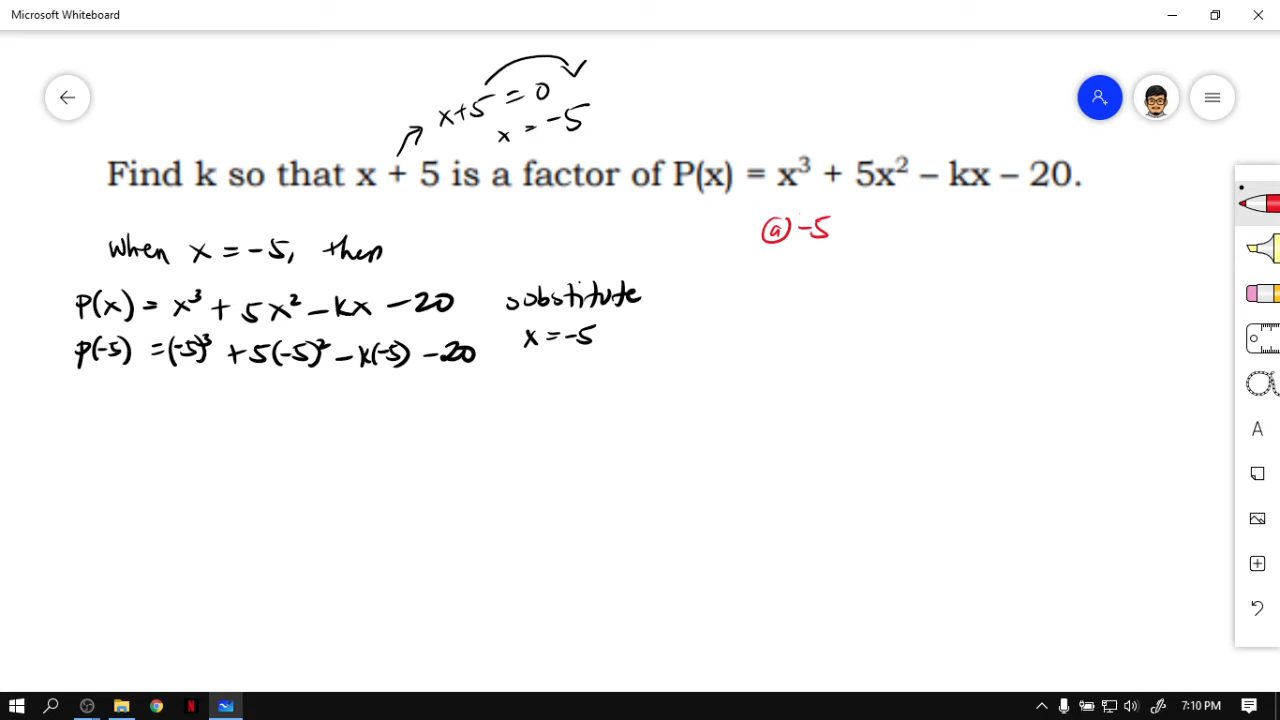 Microsoft Whiteboard
x+5 = 0
x = -5
Find k so that x + 5 is a factor of P(x) = x³ + 5x² – kx – 20.
ⓐ -5
When x = -5, then
P(x) = x³ + 5x² - kx - 20 substitute
P(-5) = (-5)³ + 5(-5)² - k(-5) - 20 x = -5
A
7:10 PM